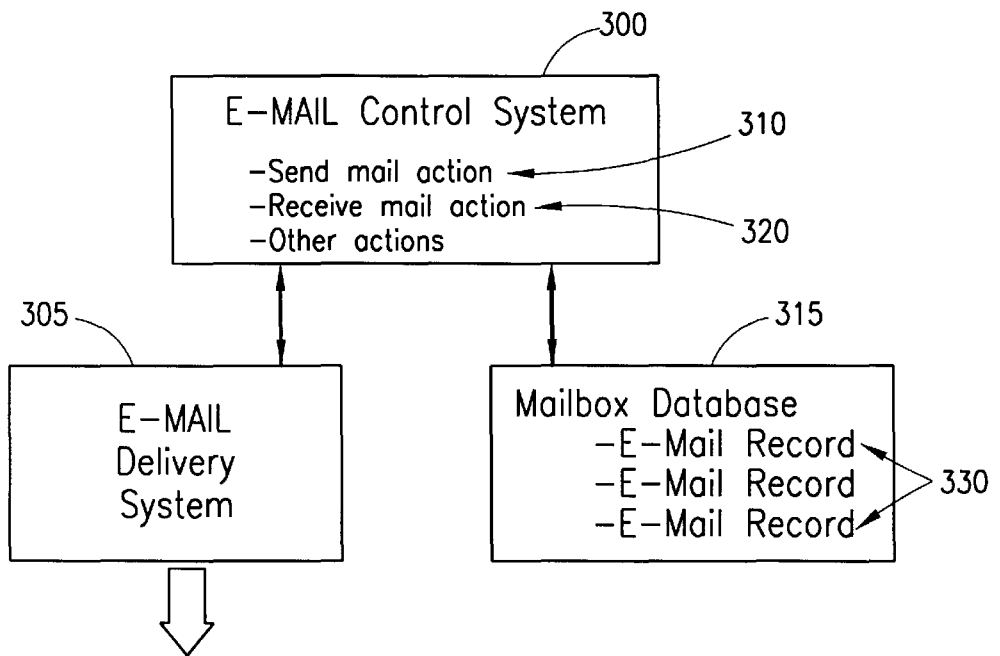 300
E-MAIL Control System
310
-Send mail action
-Receive mail action
320
-Other actions
305
315
E-MAIL
Delivery
System
Mailbox Database
-E-Mail Record
-E-Mail Record
330
-E-Mail Record